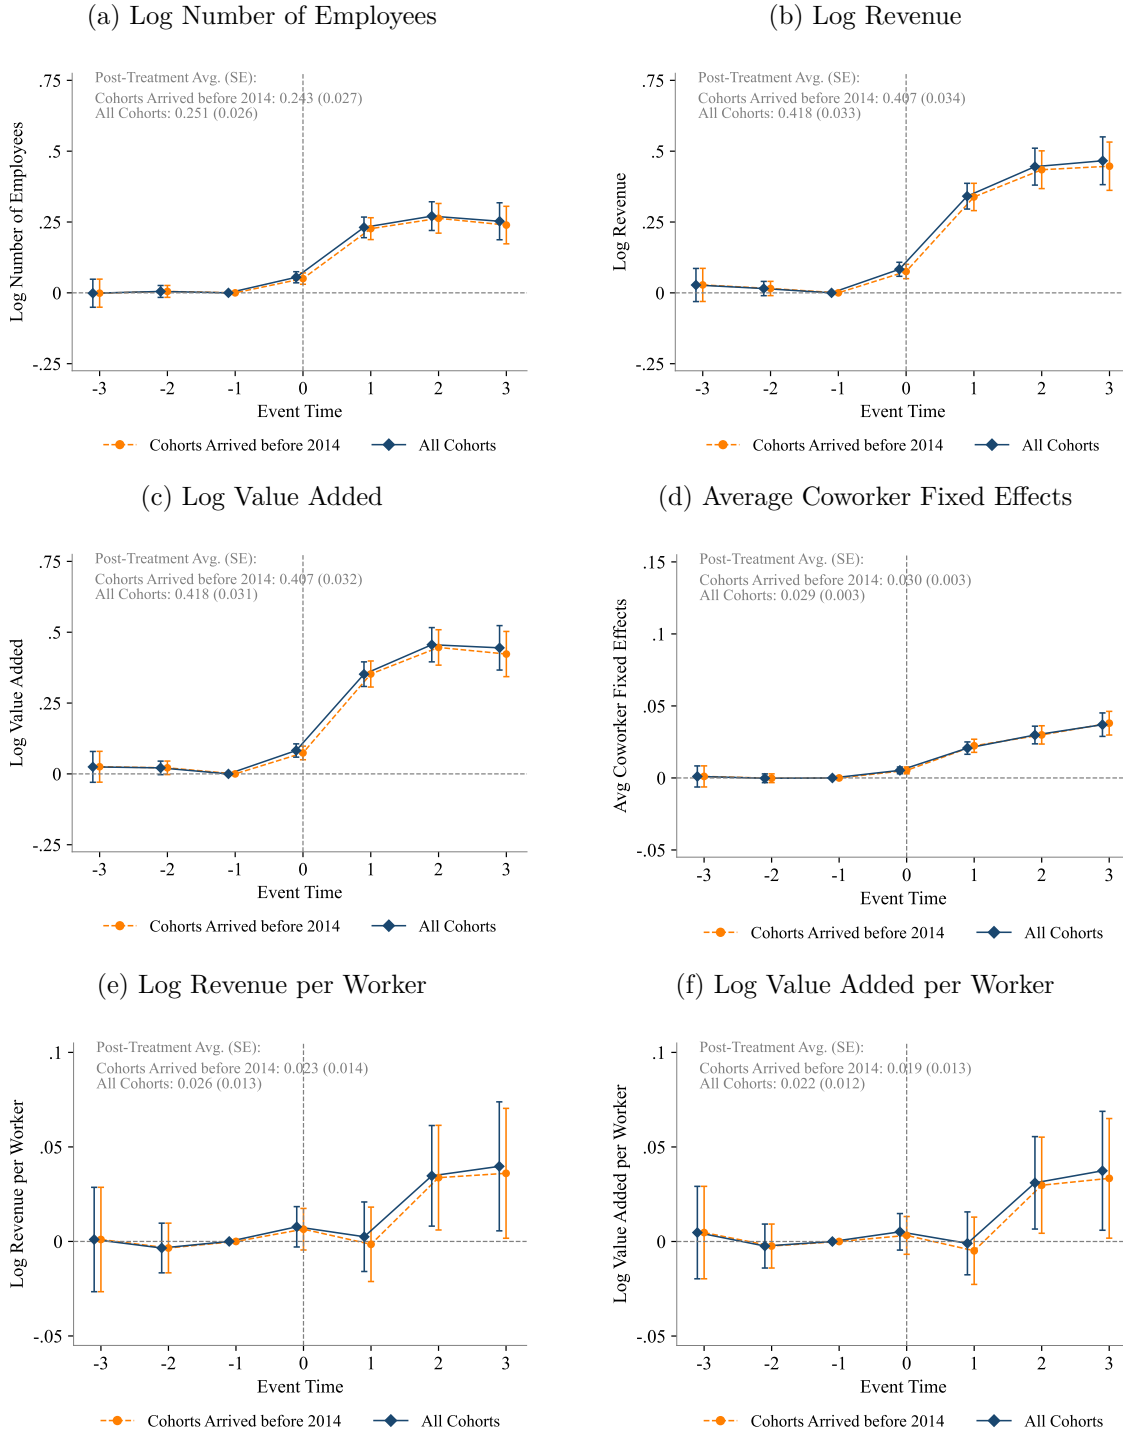 (a) Log Number of Employees
Post-Treatment Avg. (SE):
Cohorts Arrived before 2014: 0.243 (0.027)
All Cohorts: 0.251 (0.026)
.75
.5
.25
0
-.25
Log Number of Employees
-3 -2 -1 0 1 2 3
Event Time
Cohorts Arrived before 2014 All Cohorts
(b) Log Revenue
Post-Treatment Avg. (SE):
Cohorts Arrived before 2014: 0.407 (0.034)
All Cohorts: 0.418 (0.033)
.75
.5
.25
0
-.25
Log Revenue
-3 -2 -1 0 1 2 3
Event Time
Cohorts Arrived before 2014 All Cohorts
(c) Log Value Added
Post-Treatment Avg. (SE):
Cohorts Arrived before 2014: 0.407 (0.032)
All Cohorts: 0.418 (0.031)
.75
.5
.25
0
-.25
Log Value Added
-3 -2 -1 0 1 2 3
Event Time
Cohorts Arrived before 2014 All Cohorts
(d) Average Coworker Fixed Effects
Post-Treatment Avg. (SE):
Cohorts Arrived before 2014: 0.030 (0.003)
All Cohorts: 0.029 (0.003)
.15
.1
.05
0
-.05
Avg Coworker Fixed Effects
-3 -2 -1 0 1 2 3
Event Time
Cohorts Arrived before 2014 All Cohorts
(e) Log Revenue per Worker
Post-Treatment Avg. (SE):
Cohorts Arrived before 2014: 0.023 (0.014)
All Cohorts: 0.026 (0.013)
.1
.05
0
-.05
Log Revenue per Worker
-3 -2 -1 0 1 2 3
Event Time
Cohorts Arrived before 2014 All Cohorts
(f) Log Value Added per Worker
Post-Treatment Avg. (SE):
Cohorts Arrived before 2014: 0.019 (0.013)
All Cohorts: 0.022 (0.012)
.1
.05
0
-.05
Log Value Added per Worker
-3 -2 -1 0 1 2 3
Event Time
Cohorts Arrived before 2014 All Cohorts